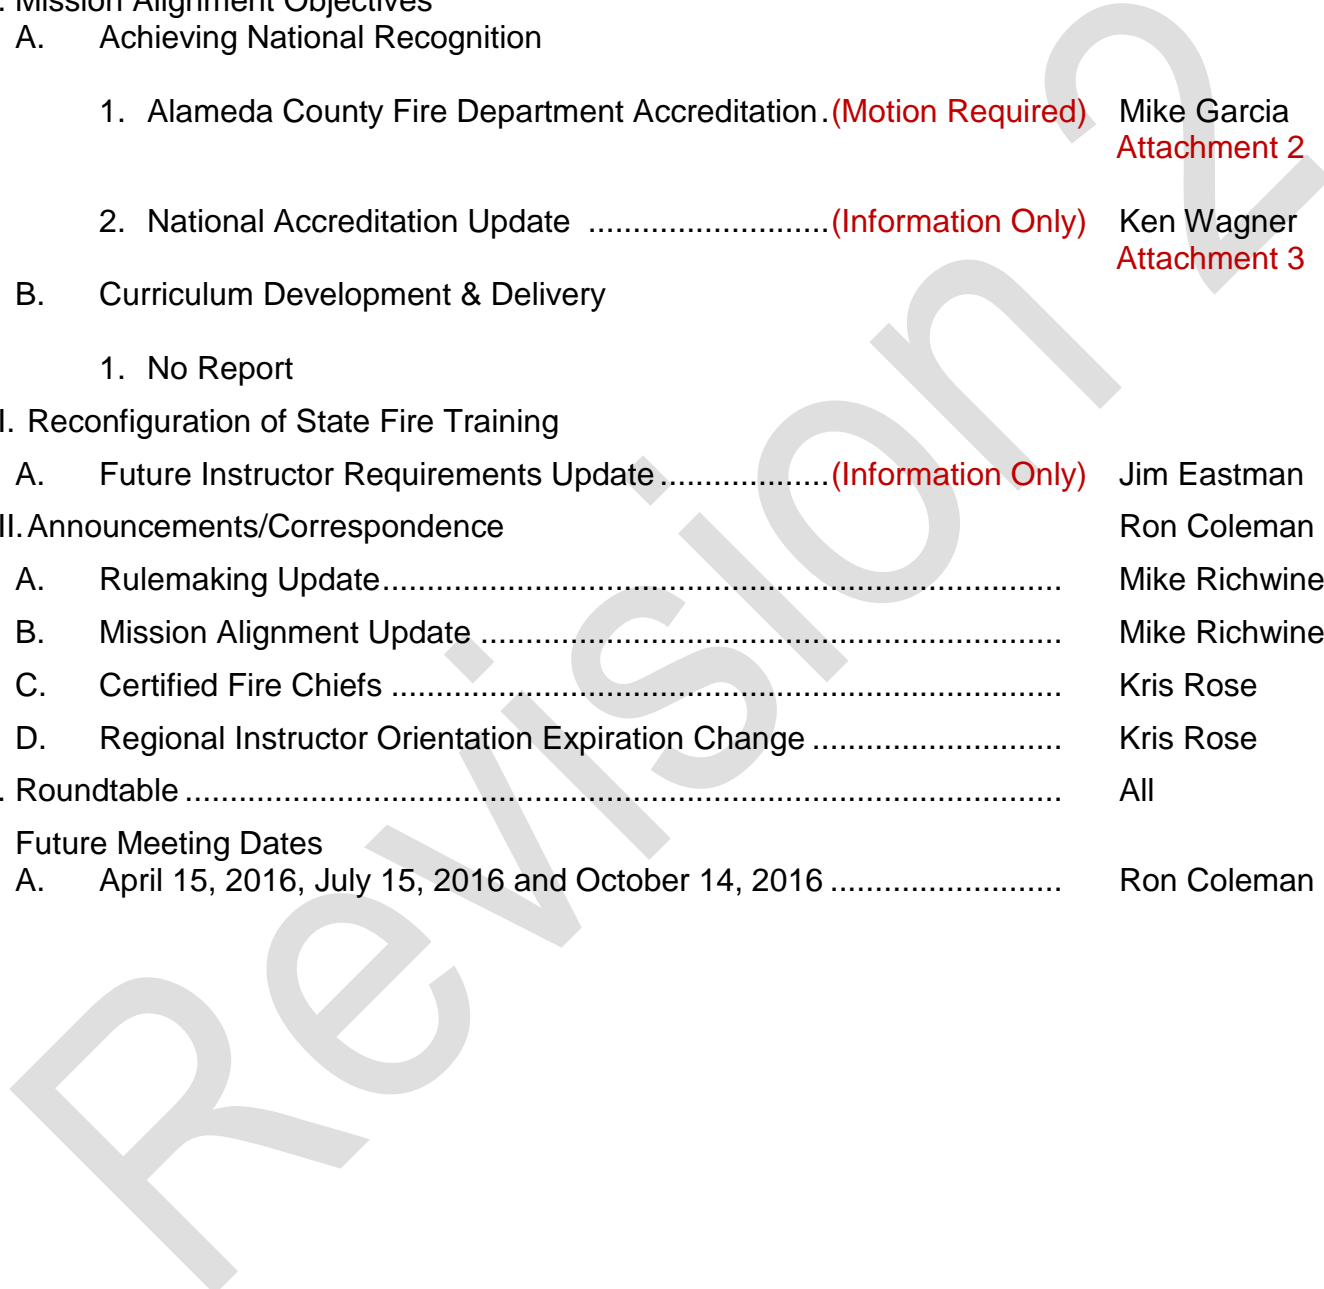 . Mission Alignment Objectives
A. Achieving National Recognition
1. Alameda County Fire Department Accreditation.(Motion Required) Mike Garcia
Attachment 2
2. National Accreditation Update ...........................(Information Only) Ken Wagner
Attachment 3
B. Curriculum Development & Delivery
1. No Report
I. Reconfiguration of State Fire Training
A. Future Instructor Requirements Update...................(Information Only) Jim Eastman
II. Announcements/Correspondence Ron Coleman
A. Rulemaking Update............................................................................ Mike Richwine
B. Mission Alignment Update ................................................................. Mike Richwine
C. Certified Fire Chiefs ........................................................................... Kris Rose
D. Regional Instructor Orientation Expiration Change ............................ Kris Rose
. Roundtable .................................................................................................. All
Future Meeting Dates
A. April 15, 2016, July 15, 2016 and October 14, 2016 .......................... Ron Coleman
Revision 2